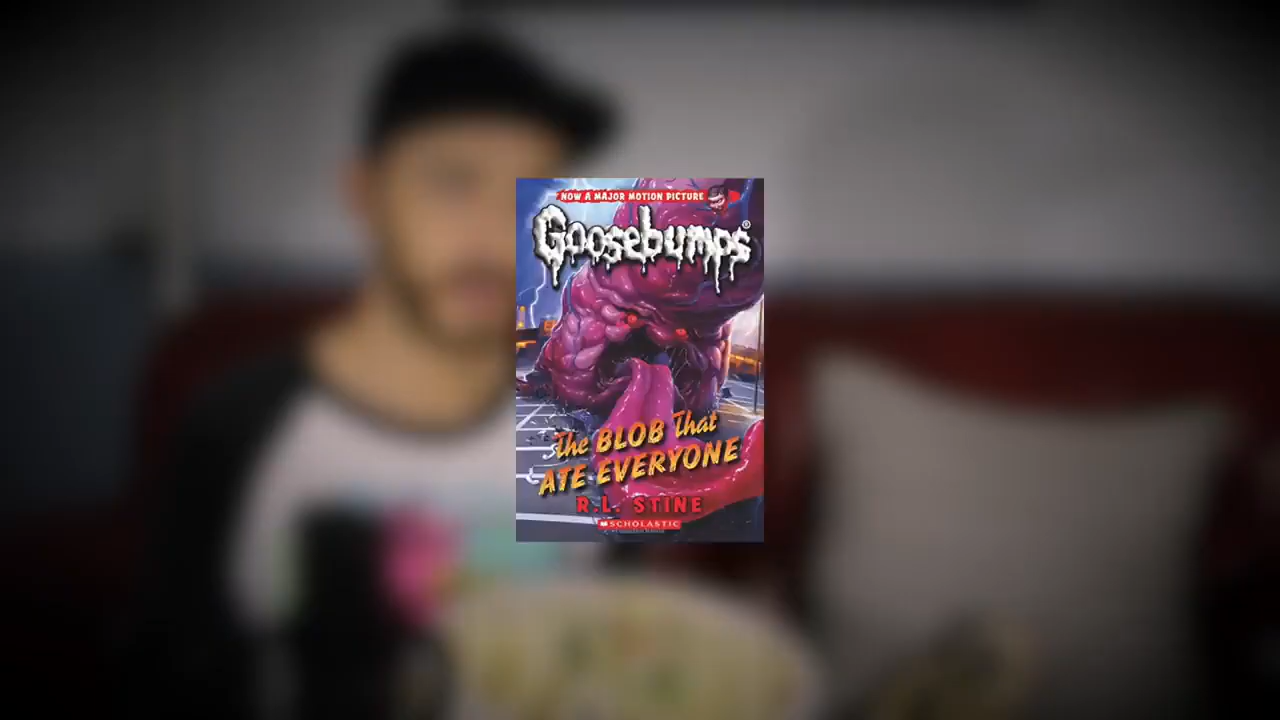 NOW A MAJOR MOTION PICTURE
Goosebumps®
The BLOB That
ATE EVERYONE
R.L. STINE
SCHOLASTIC